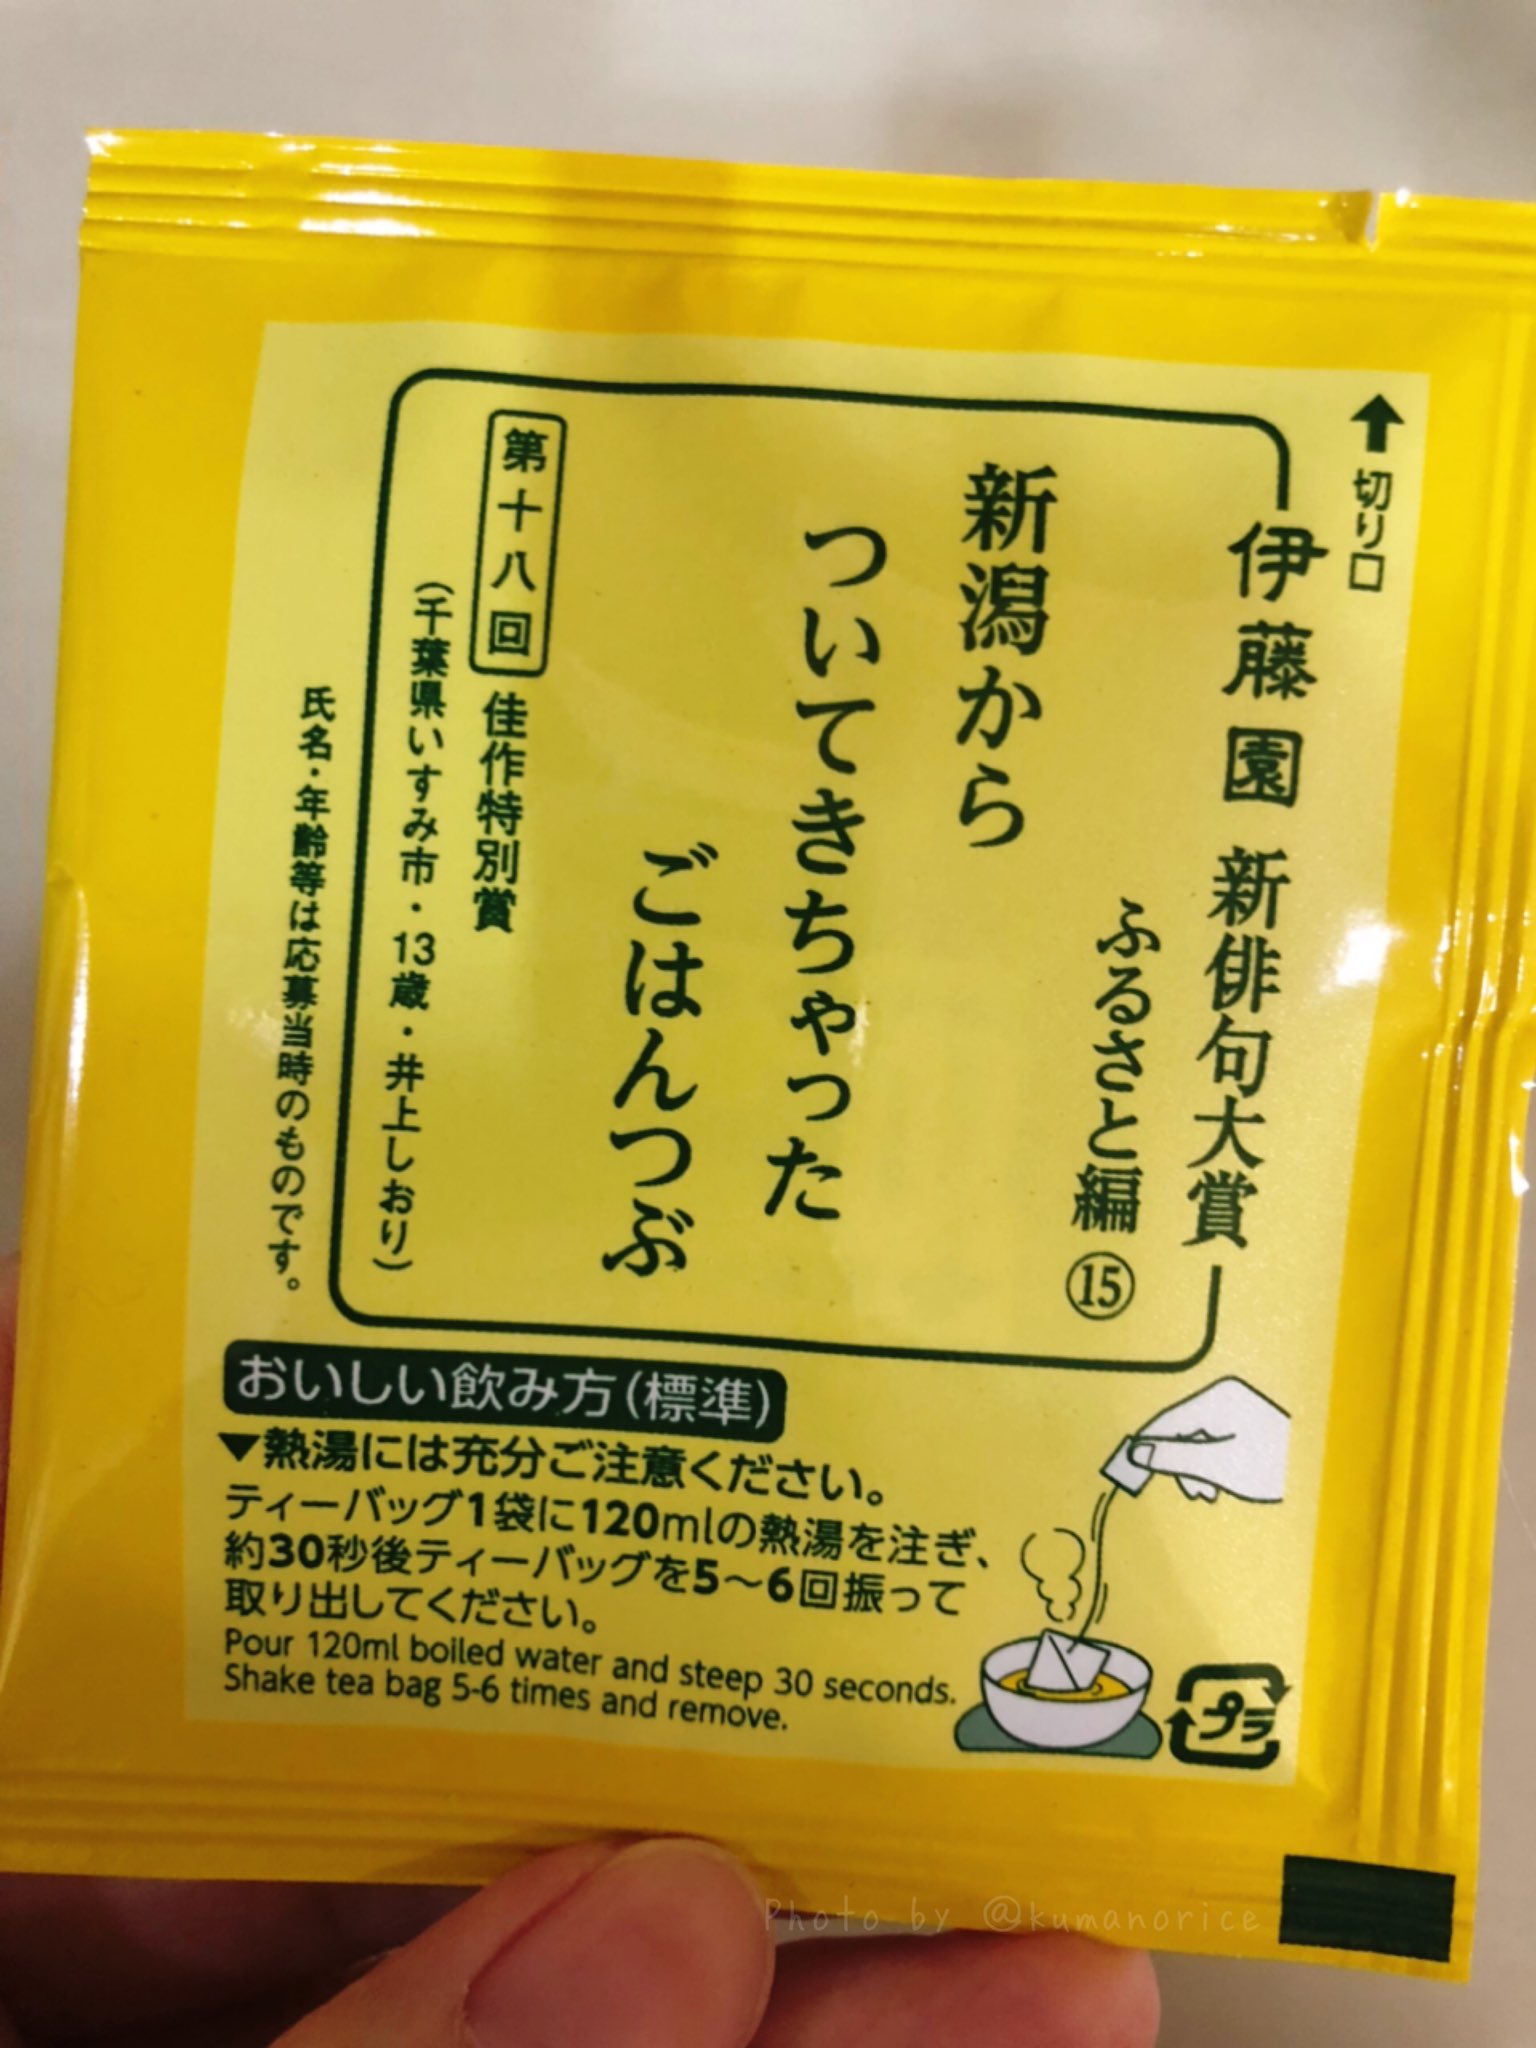 切り口
伊藤園 新俳句大賞
ふるさと編 ⑮
新潟から
ついてきちゃった
ごはんつぶ
第十八回 佳作特別賞
(千葉県いすみ市・13歳・井上しおり)
氏名・年齢等は応募当時のものです。
おいしい飲み方(標準)
▼熱湯には充分ご注意ください。
ティーバッグ1袋に120mlの熱湯を注ぎ、
約30秒後ティーバッグを5〜6回振って
取り出してください。
Pour 120ml boiled water and steep 30 seconds.
Shake tea bag 5-6 times and remove.
プラ
Photo by @kumanorice